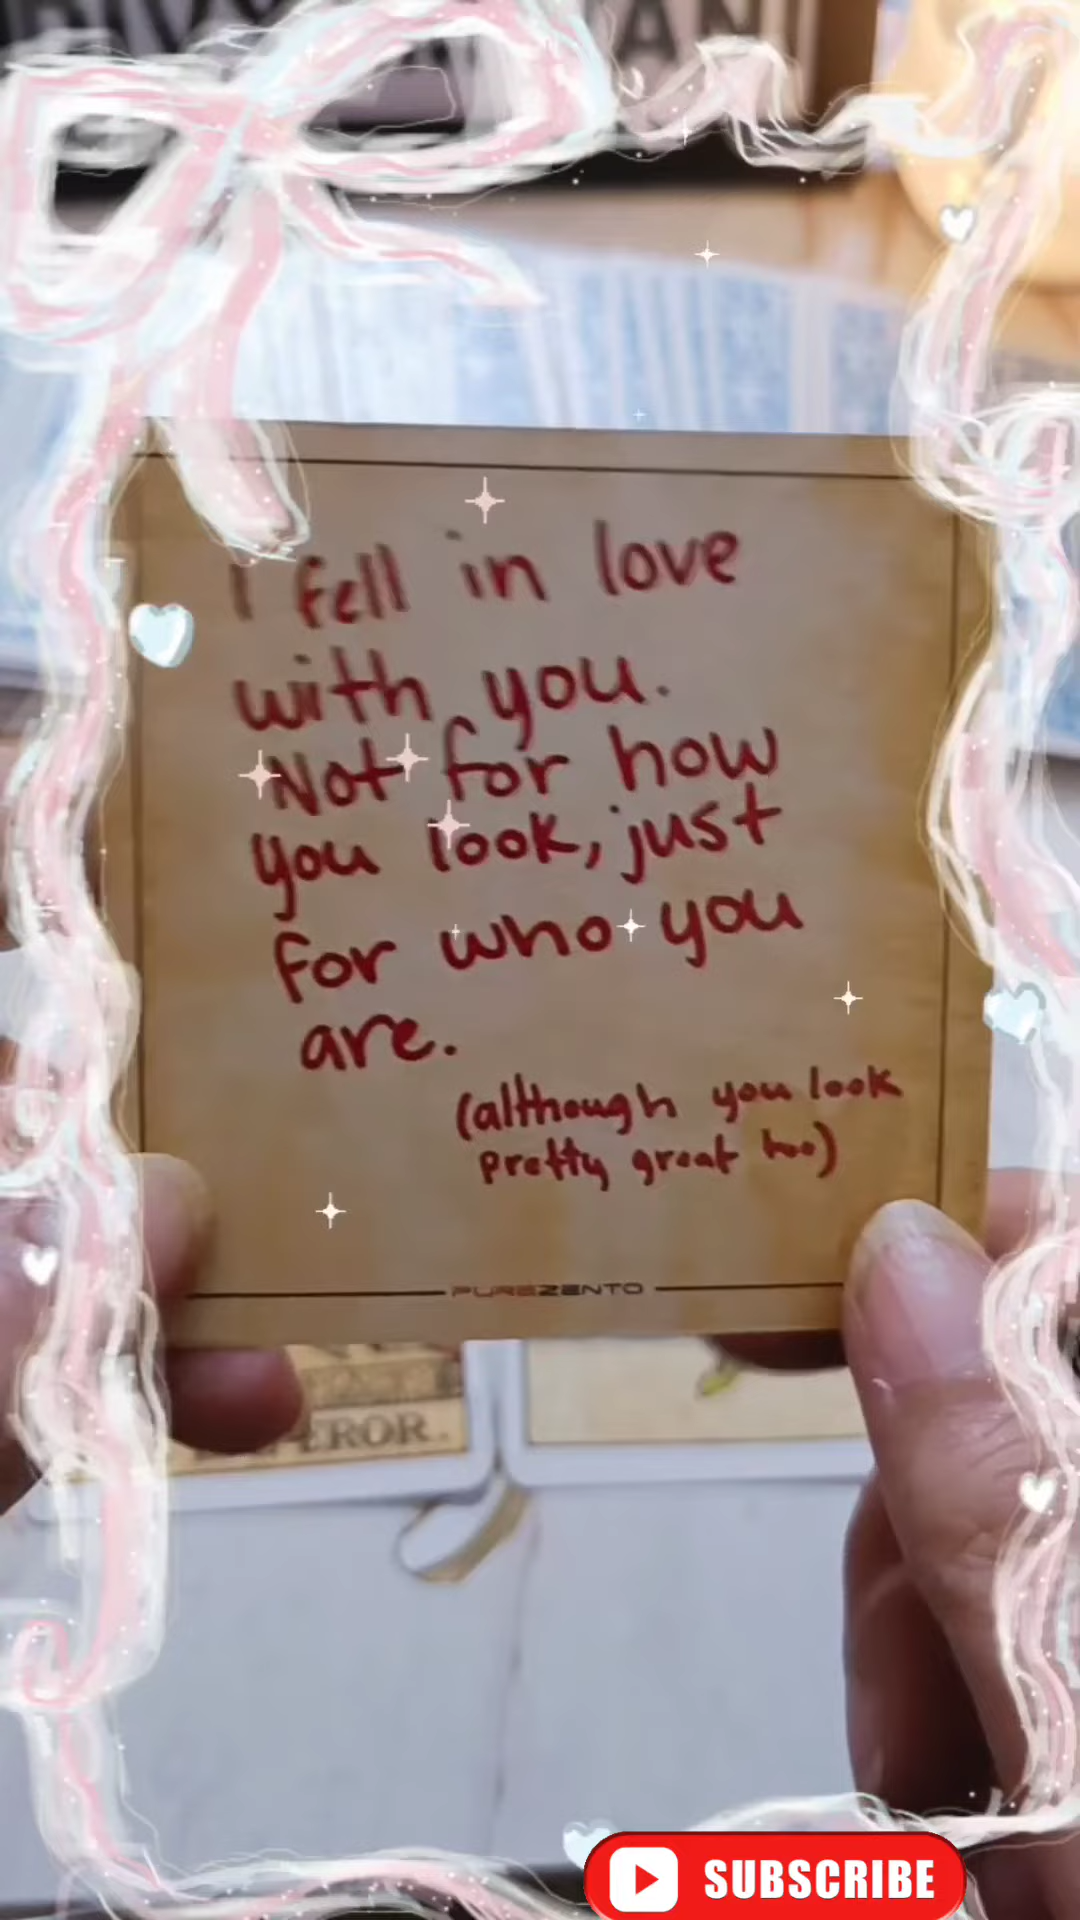 I fell in love
with you.
Not for how
you look, just
for who you
are.
(although you look
pretty great too)
PUREZENTO
PEROR.
SUBSCRIBE